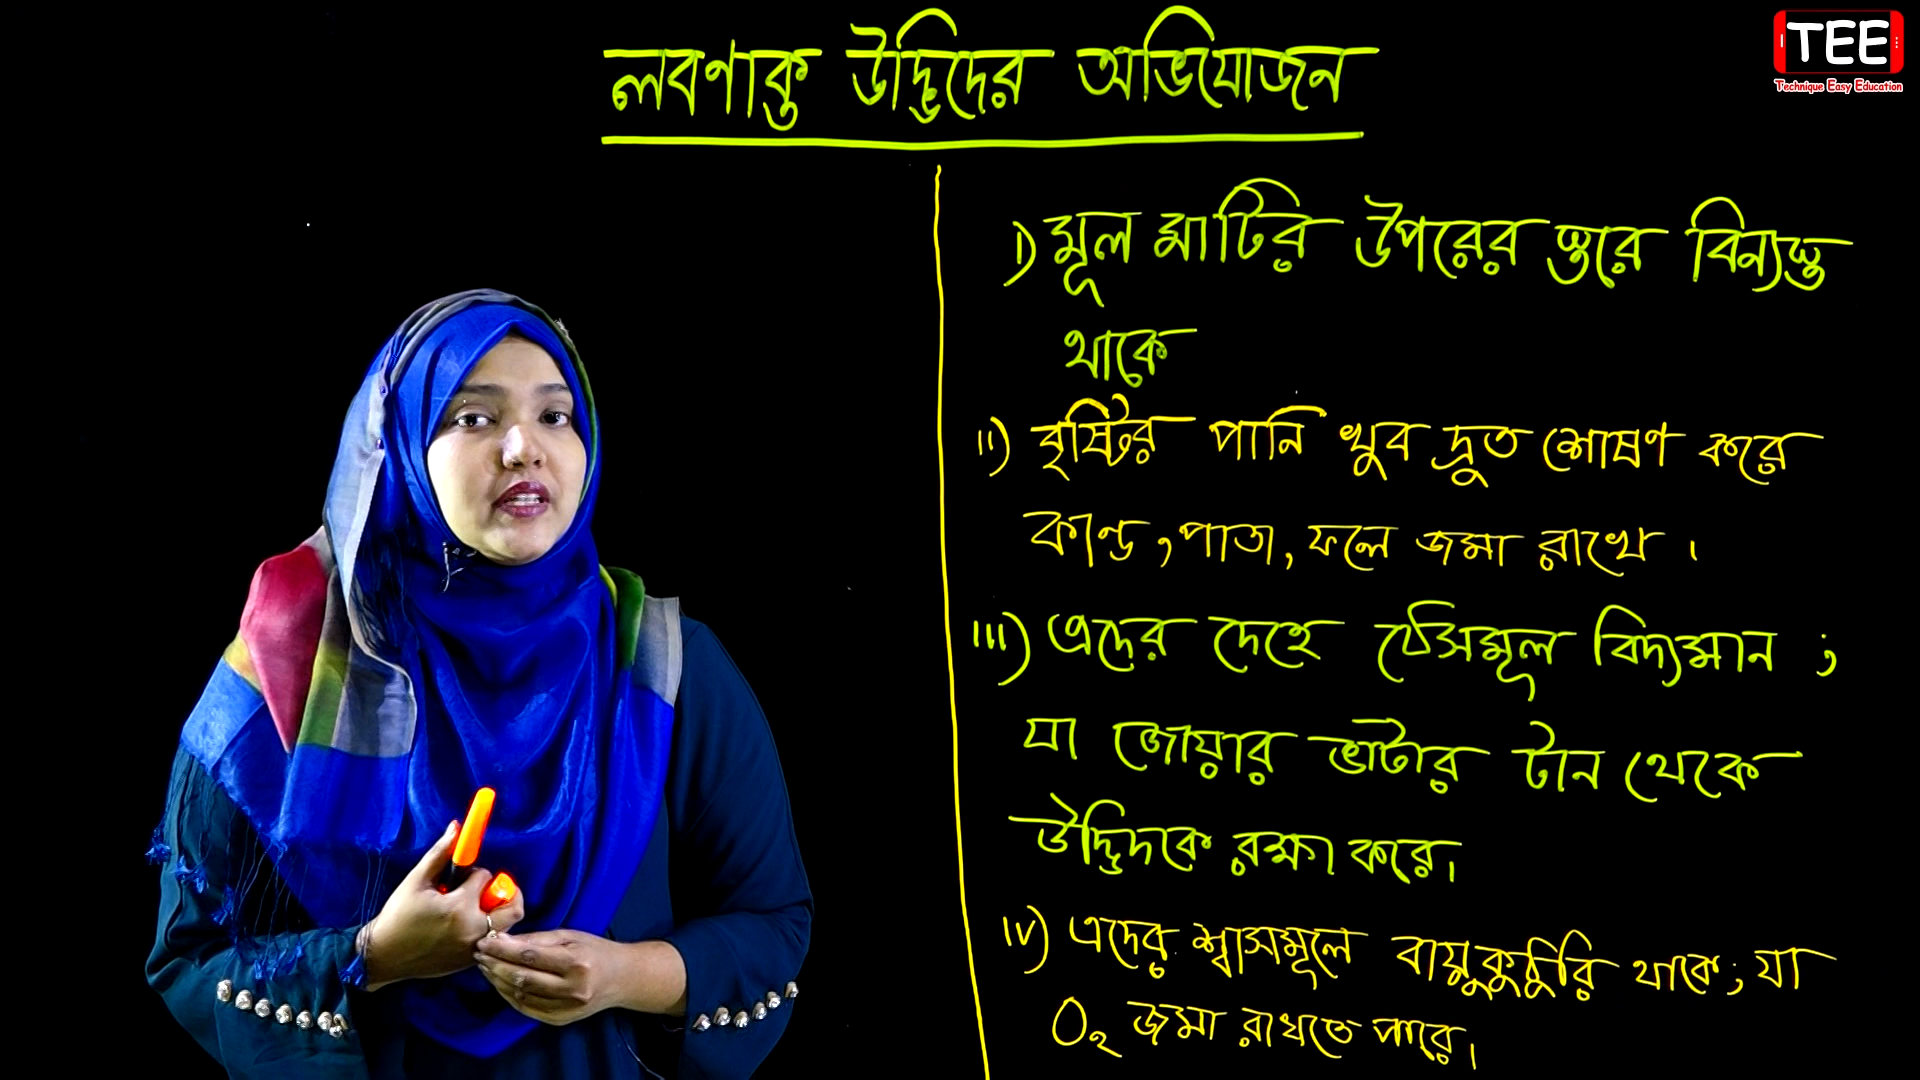 TEE
Technique Easy Education
লবণাক্ত উদ্ভিদের অভিযোজন
i) মূল মাটির উপরের স্তরে বিন্যস্ত
থাকে
ii) বৃষ্টির পানি খুব দ্রুত শোষণ করে
কান্ড, পাতা, ফলে জমা রাখে ।
iii) এদের দেহে ঠেসমূল বিদ্যমান ;
যা জোয়ার ভাটার টান থেকে
উদ্ভিদকে রক্ষা করে।
iv) এদের শ্বাসমূলে বায়ুকুঠুরি থাকে; যা
O₂ জমা রাখতে পারে।